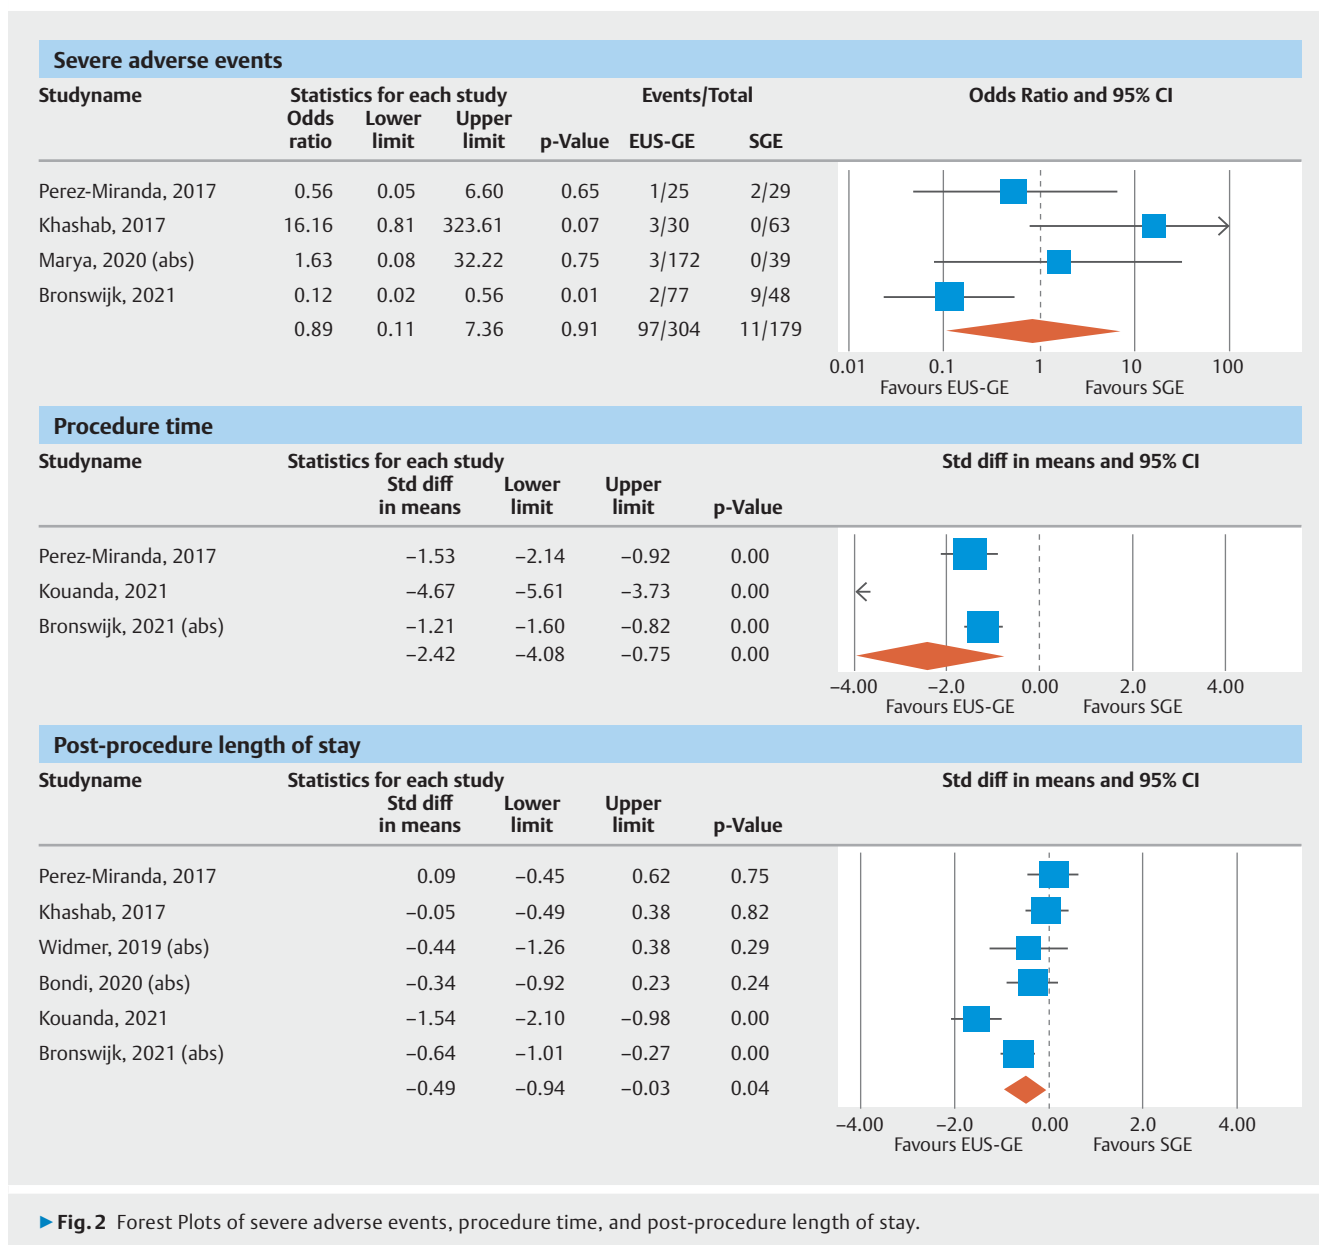 Severe adverse events
Studyname Statistics for each study Events/Total Odds Ratio and 95% CI
Odds ratio Lower limit Upper limit p-Value EUS-GE SGE
Perez-Miranda, 2017 0.56 0.05 6.60 0.65 1/25 2/29
Khashab, 2017 16.16 0.81 323.61 0.07 3/30 0/63
Marya, 2020 (abs) 1.63 0.08 32.22 0.75 3/172 0/39
Bronswijk, 2021 0.12 0.02 0.56 0.01 2/77 9/48
0.89 0.11 7.36 0.91 97/304 11/179
0.01 0.1 1 10 100
Favours EUS-GE Favours SGE
Procedure time
Studyname Statistics for each study Std diff in means and 95% CI
Std diff in means Lower limit Upper limit p-Value
Perez-Miranda, 2017 −1.53 −2.14 −0.92 0.00
Kouanda, 2021 −4.67 −5.61 −3.73 0.00
Bronswijk, 2021 (abs) −1.21 −1.60 −0.82 0.00
−2.42 −4.08 −0.75 0.00
−4.00 −2.0 0.00 2.0 4.00
Favours EUS-GE Favours SGE
Post-procedure length of stay
Studyname Statistics for each study Std diff in means and 95% CI
Std diff in means Lower limit Upper limit p-Value
Perez-Miranda, 2017 0.09 −0.45 0.62 0.75
Khashab, 2017 −0.05 −0.49 0.38 0.82
Widmer, 2019 (abs) −0.44 −1.26 0.38 0.29
Bondi, 2020 (abs) −0.34 −0.92 0.23 0.24
Kouanda, 2021 −1.54 −2.10 −0.98 0.00
Bronswijk, 2021 (abs) −0.64 −1.01 −0.27 0.00
−0.49 −0.94 −0.03 0.04
−4.00 −2.0 0.00 2.0 4.00
Favours EUS-GE Favours SGE
▶Fig. 2 Forest Plots of severe adverse events, procedure time, and post-procedure length of stay.